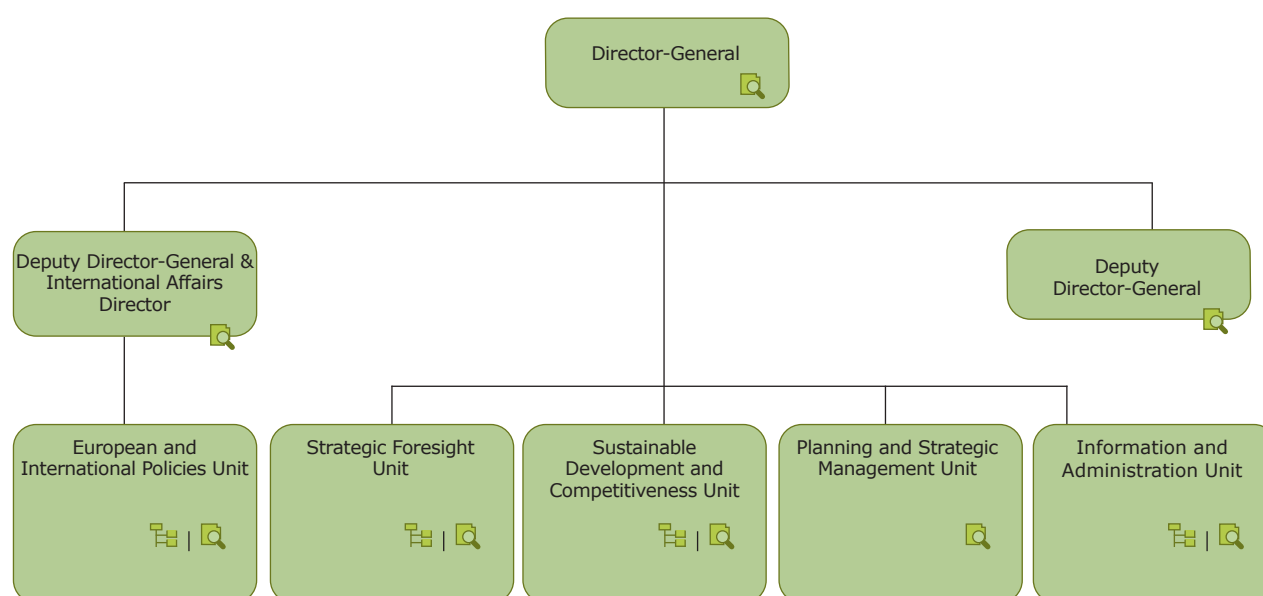 Director-General
Deputy Director-General &
International Affairs
Director
Deputy
Director-General
European and
International Policies Unit
|
Strategic Foresight
Unit
|
Sustainable
Development and
Competitiveness Unit
|
Planning and Strategic
Management Unit
Information and
Administration Unit
|